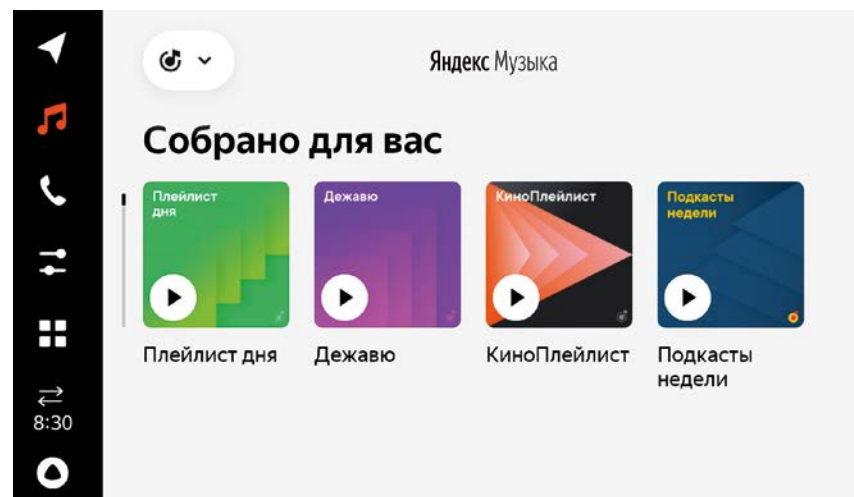 Яндекс Музыка
Собрано для вас
Плейлист
дня
Дежавю
КиноПлейлист
Подкасты
недели
Плейлист дня
Дежавю
КиноПлейлист
Подкасты
недели
8:30